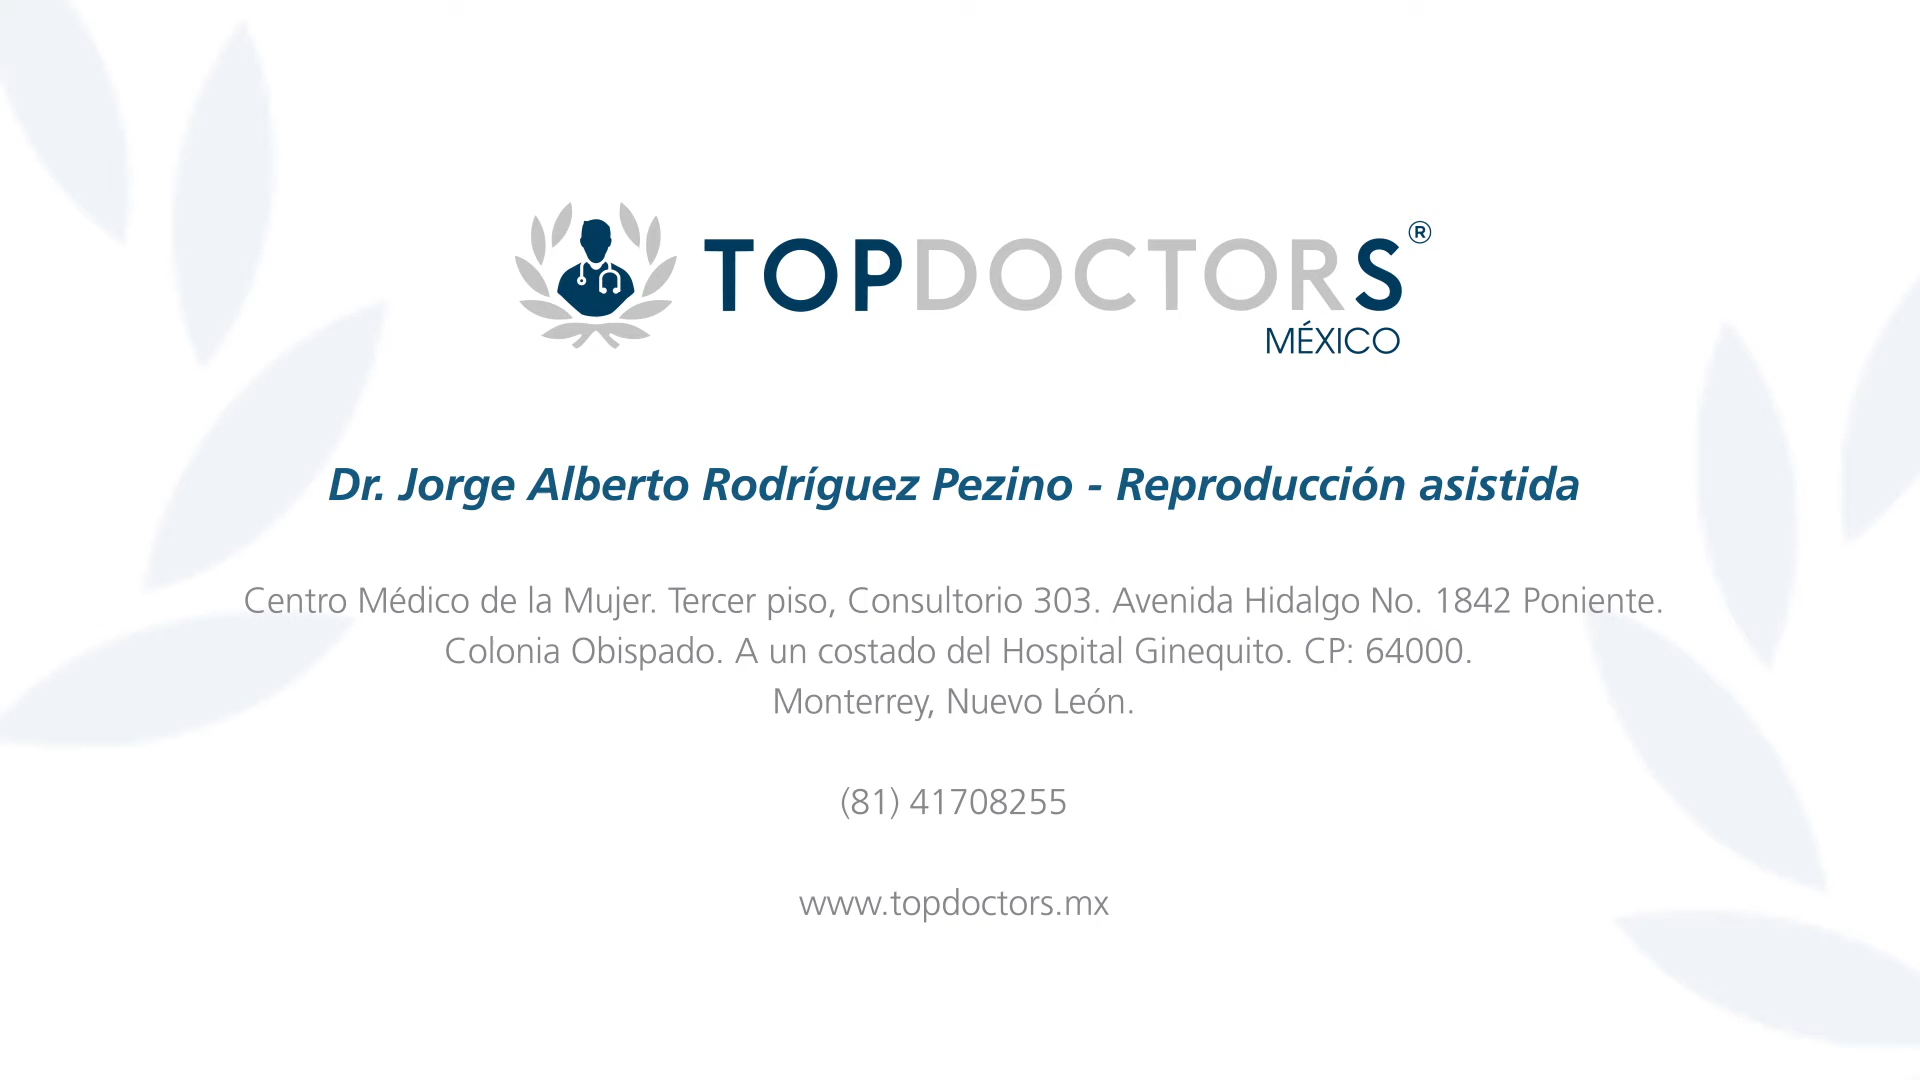 TOPDOCTORS®
MÉXICO
Dr. Jorge Alberto Rodríguez Pezino - Reproducción asistida
Centro Médico de la Mujer. Tercer piso, Consultorio 303. Avenida Hidalgo No. 1842 Poniente.
Colonia Obispado. A un costado del Hospital Ginequito. CP: 64000.
Monterrey, Nuevo León.
(81) 41708255
www.topdoctors.mx